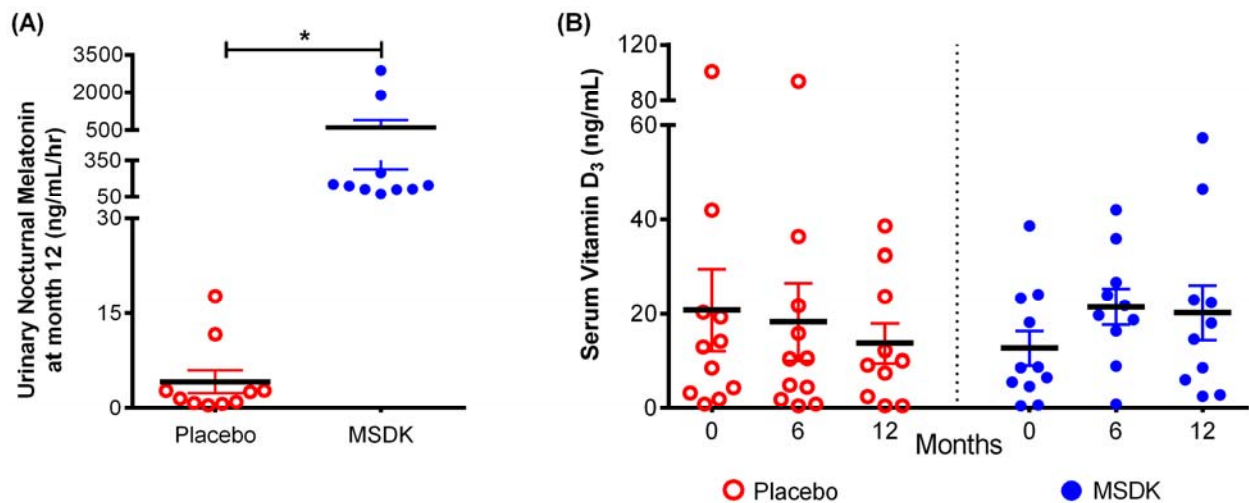 (A)
*
Urinary Nocturnal Melatonin
at month 12 (ng/mL/hr)
3500
2000
500
350
50
30
15
0
Placebo
MSDK
(B)
Serum Vitamin D3 (ng/mL)
120
80
60
40
20
0
0
6
12
Months
0
6
12
Placebo
MSDK